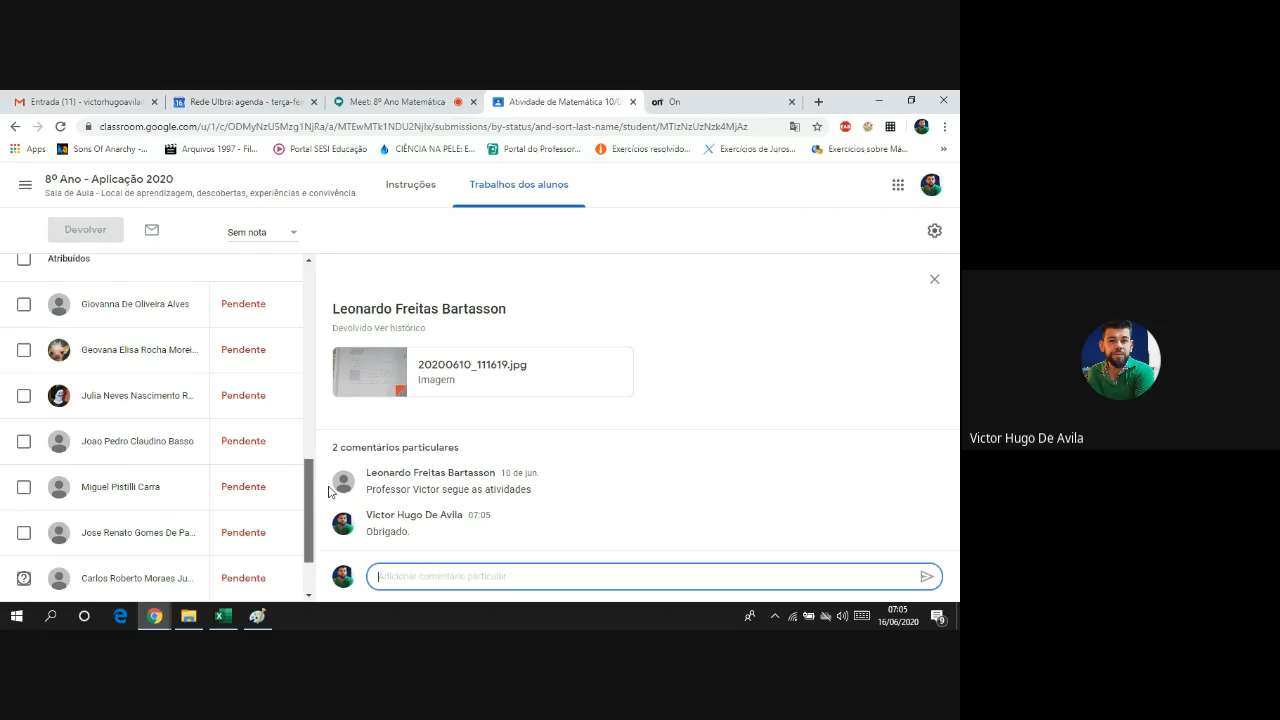 Entrada (11) - victorhugoavila
Rede Ulbra: agenda - terça-fe
Meet: 8º Ano Matemática
Atividade de Matemática 10/0
on
On
classroom.google.com/u/1/c/ODMyNzU5Mzg1NjRa/a/MTEwMTk1NDU2Njlx/submissions/by-status/and-sort-last-name/student/MTIzNzUzNzk4MjAz
Apps
Sons Of Anarchy -...
Arquivos 1997 - Fil...
Portal SESI Educação
CIÊNCIA NA PELE: E...
Portal do Professor...
Exercícios resolvido...
Exercícios de Juros...
Exercícios sobre Má...
»
8º Ano - Aplicação 2020
Sala de Aula - Local de aprendizagem, descobertas, experiências e convivência.
Instruções
Trabalhos dos alunos
Devolver
Sem nota
Atribuídos
Giovanna De Oliveira Alves
Pendente
Geovana Elisa Rocha Morei...
Pendente
Julia Neves Nascimento R...
Pendente
Joao Pedro Claudino Basso
Pendente
Miguel Pistilli Carra
Pendente
Jose Renato Gomes De Pa...
Pendente
Carlos Roberto Moraes Ju...
Pendente
Leonardo Freitas Bartasson
Devolvido Ver histórico
20200610_111619.jpg
Imagem
2 comentários particulares
Leonardo Freitas Bartasson 10 de jun.
Professor Victor segue as atividades
Victor Hugo De Avila 07:05
Obrigado.
Adicionar comentário particular
07:05
16/06/2020
9
Victor Hugo De Avila